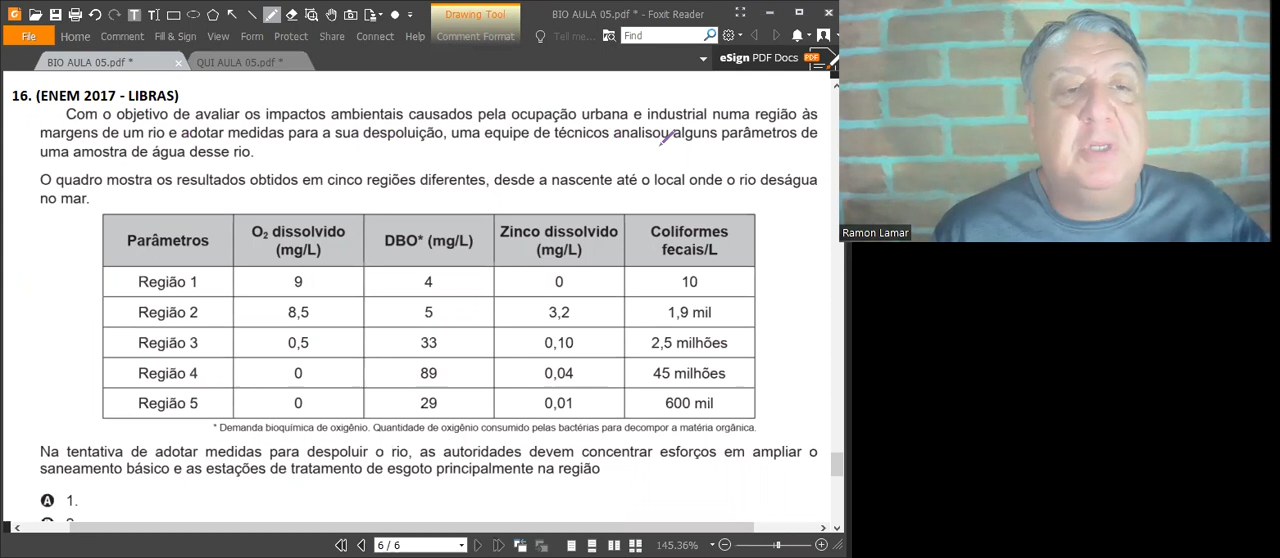 Drawing Tool
BIO AULA 05.pdf * - Foxit Reader
File Home Comment Fill & Sign View Form Protect Share Connect Help Comment Format Tell me... Find
BIO AULA 05.pdf * QUI AULA 05.pdf * eSign PDF Docs PDF
16. (ENEM 2017 - LIBRAS)
Com o objetivo de avaliar os impactos ambientais causados pela ocupação urbana e industrial numa região às
margens de um rio e adotar medidas para a sua despoluição, uma equipe de técnicos analisou alguns parâmetros de
uma amostra de água desse rio.
O quadro mostra os resultados obtidos em cinco regiões diferentes, desde a nascente até o local onde o rio deságua
no mar.
Parâmetros O2 dissolvido (mg/L) DBO* (mg/L) Zinco dissolvido (mg/L) Coliformes fecais/L
Região 1 9 4 0 10
Região 2 8,5 5 3,2 1,9 mil
Região 3 0,5 33 0,10 2,5 milhões
Região 4 0 89 0,04 45 milhões
Região 5 0 29 0,01 600 mil
* Demanda bioquímica de oxigênio. Quantidade de oxigênio consumido pelas bactérias para decompor a matéria orgânica.
Na tentativa de adotar medidas para despoluir o rio, as autoridades devem concentrar esforços em ampliar o
saneamento básico e as estações de tratamento de esgoto principalmente na região
A 1.
6 / 6 145.36%
Ramon Lamar